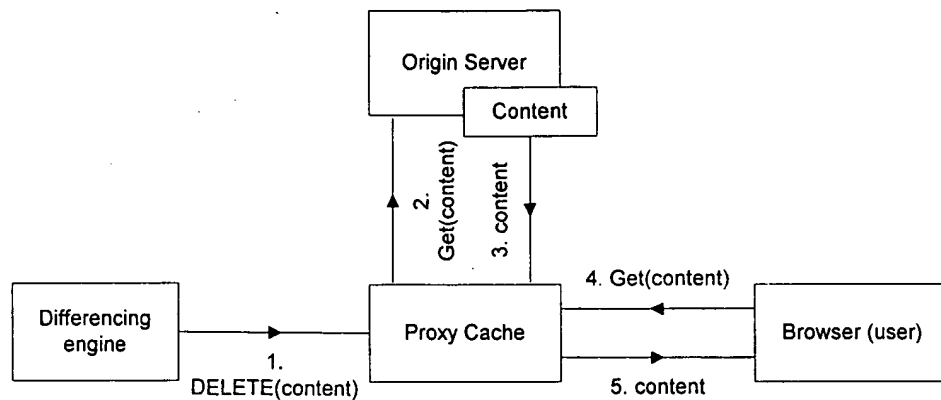 Origin Server
Content
2.
Get(content)
3. content
4. Get(content)
Differencing
engine
Proxy Cache
Browser (user)
1.
DELETE(content)
5. content